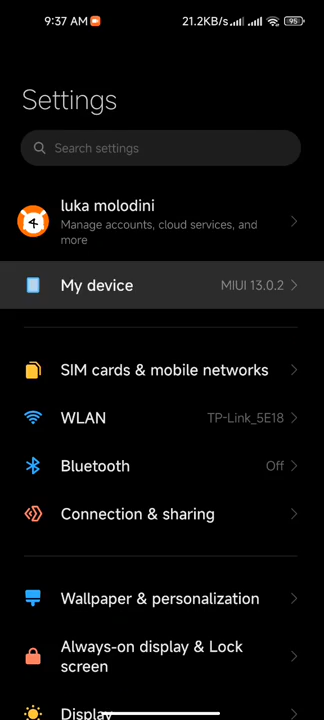 9:37 AM 21.2KB/s 95
Settings
Search settings
luka molodini
Manage accounts, cloud services, and
more
My device MIUI 13.0.2
SIM cards & mobile networks
WLAN TP-Link_5E18
Bluetooth Off
Connection & sharing
Wallpaper & personalization
Always-on display & Lock
screen
Display